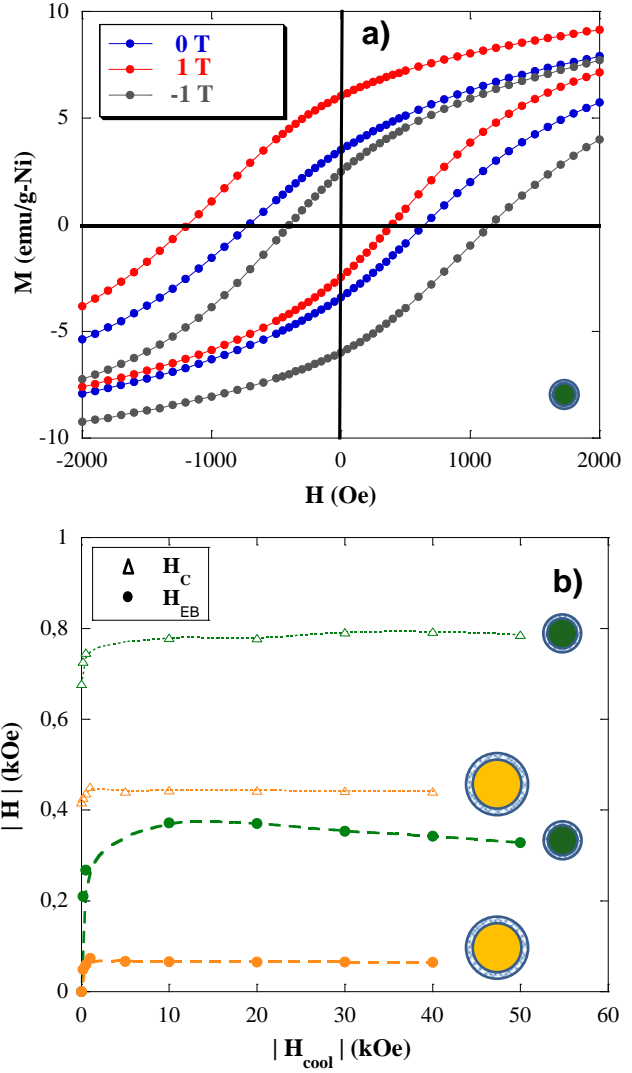 10
5
0
-5
-10
M (emu/g-Ni)
0 T
1 T
-1 T
a)
-2000
-1000
0
1000
2000
H (Oe)
1
0,8
0,6
0,4
0,2
0
| H | (kOe)
H_C
H_EB
b)
0
10
20
30
40
50
60
| H_cool | (kOe)